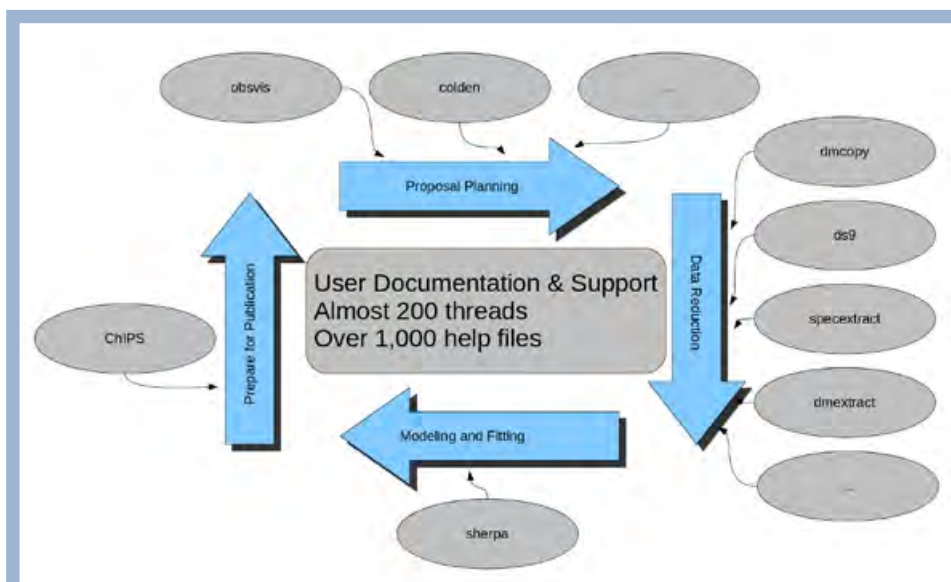 obsvis
colden
...
Proposal Planning
dmcopy
ds9
specextract
dmextract
...
Data Reduction
User Documentation & Support
Almost 200 threads
Over 1,000 help files
Prepare for Publication
ChIPS
Modeling and Fitting
sherpa